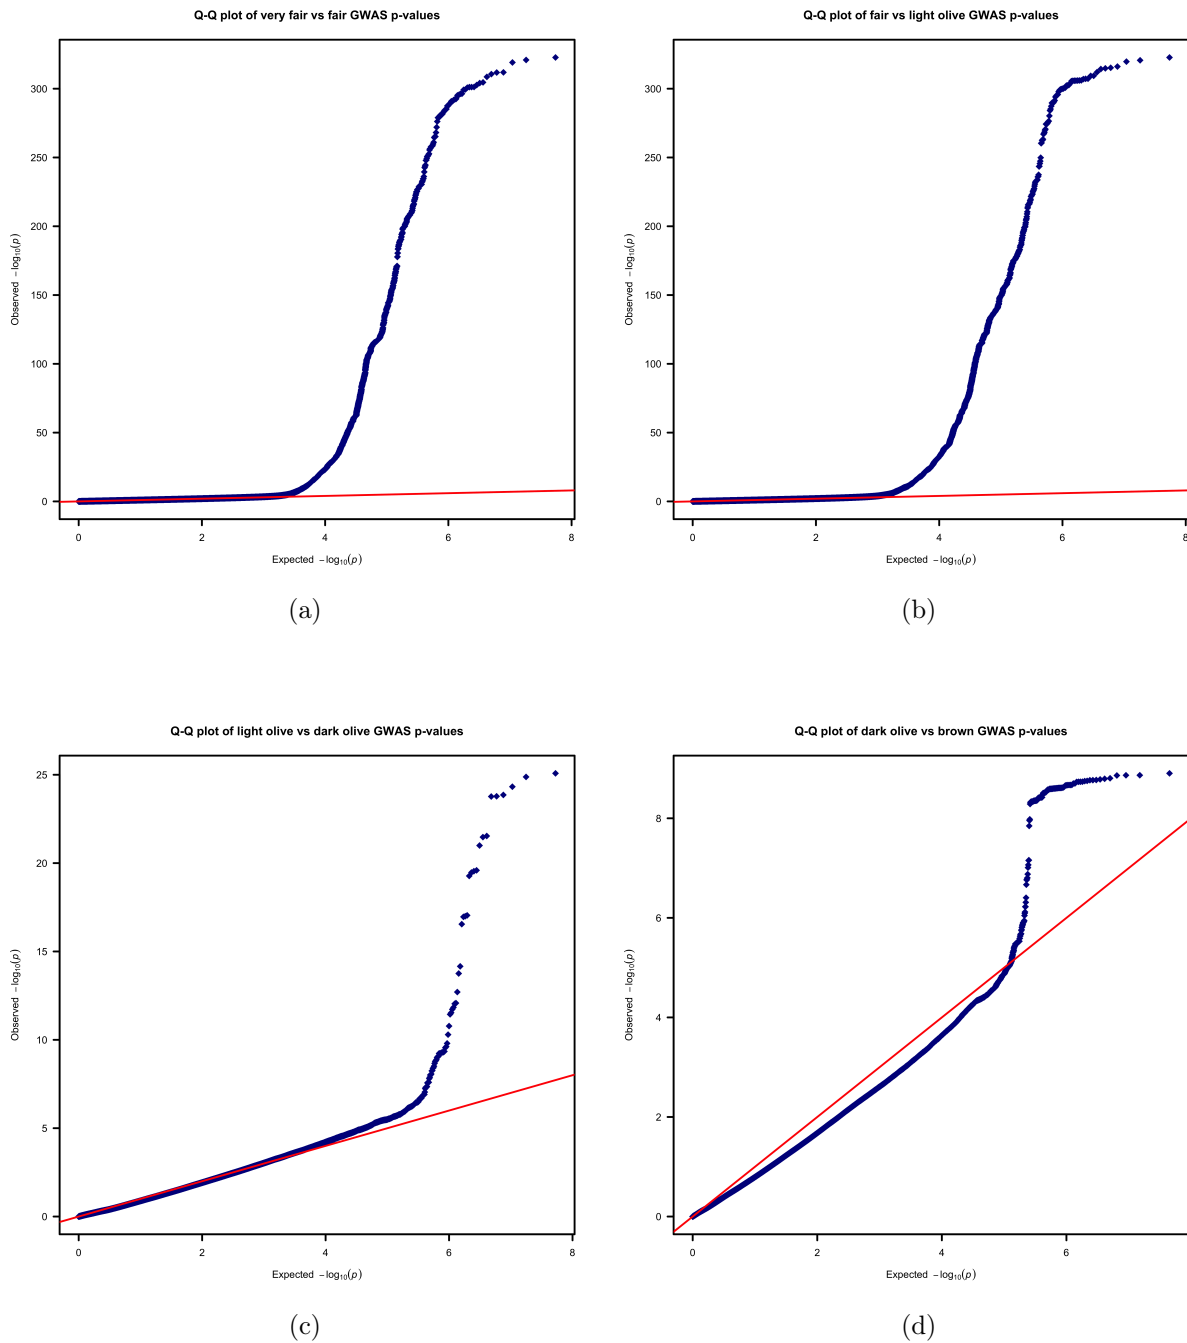 Q-Q plot of very fair vs fair GWAS p-values
Observed −log10(p)
300
250
200
150
100
50
0
0 2 4 6 8
Expected −log10(p)
(a)
Q-Q plot of fair vs light olive GWAS p-values
Observed −log10(p)
300
250
200
150
100
50
0
0 2 4 6 8
Expected −log10(p)
(b)
Q-Q plot of light olive vs dark olive GWAS p-values
Observed −log10(p)
25
20
15
10
5
0
0 2 4 6 8
Expected −log10(p)
(c)
Q-Q plot of dark olive vs brown GWAS p-values
Observed −log10(p)
8
6
4
2
0
0 2 4 6
Expected −log10(p)
(d)